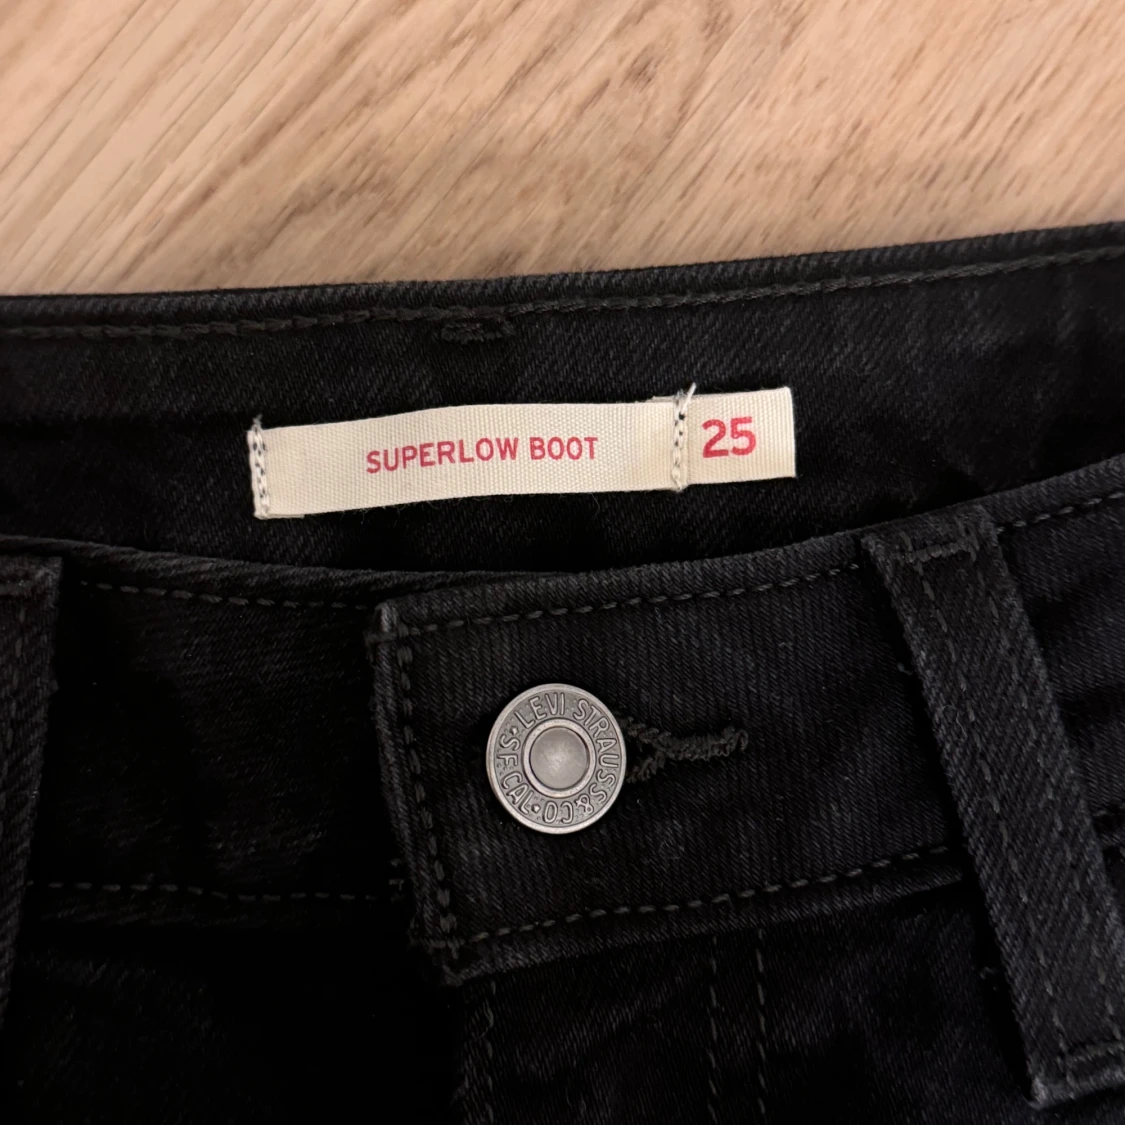 SUPERLOW BOOT 25
LEVI STRAUSS & CO. S.F. CAL.